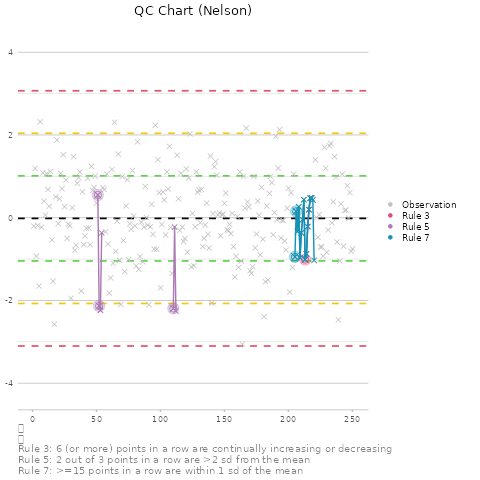 QC Chart (Nelson)
4
2
0
-2
-4
0
50
100
150
200
250
Observation
Rule 3
Rule 5
Rule 7
Rule 3: 6 (or more) points in a row are continually increasing or decreasing
Rule 5: 2 out of 3 points in a row are >2 sd from the mean
Rule 7: >=15 points in a row are within 1 sd of the mean